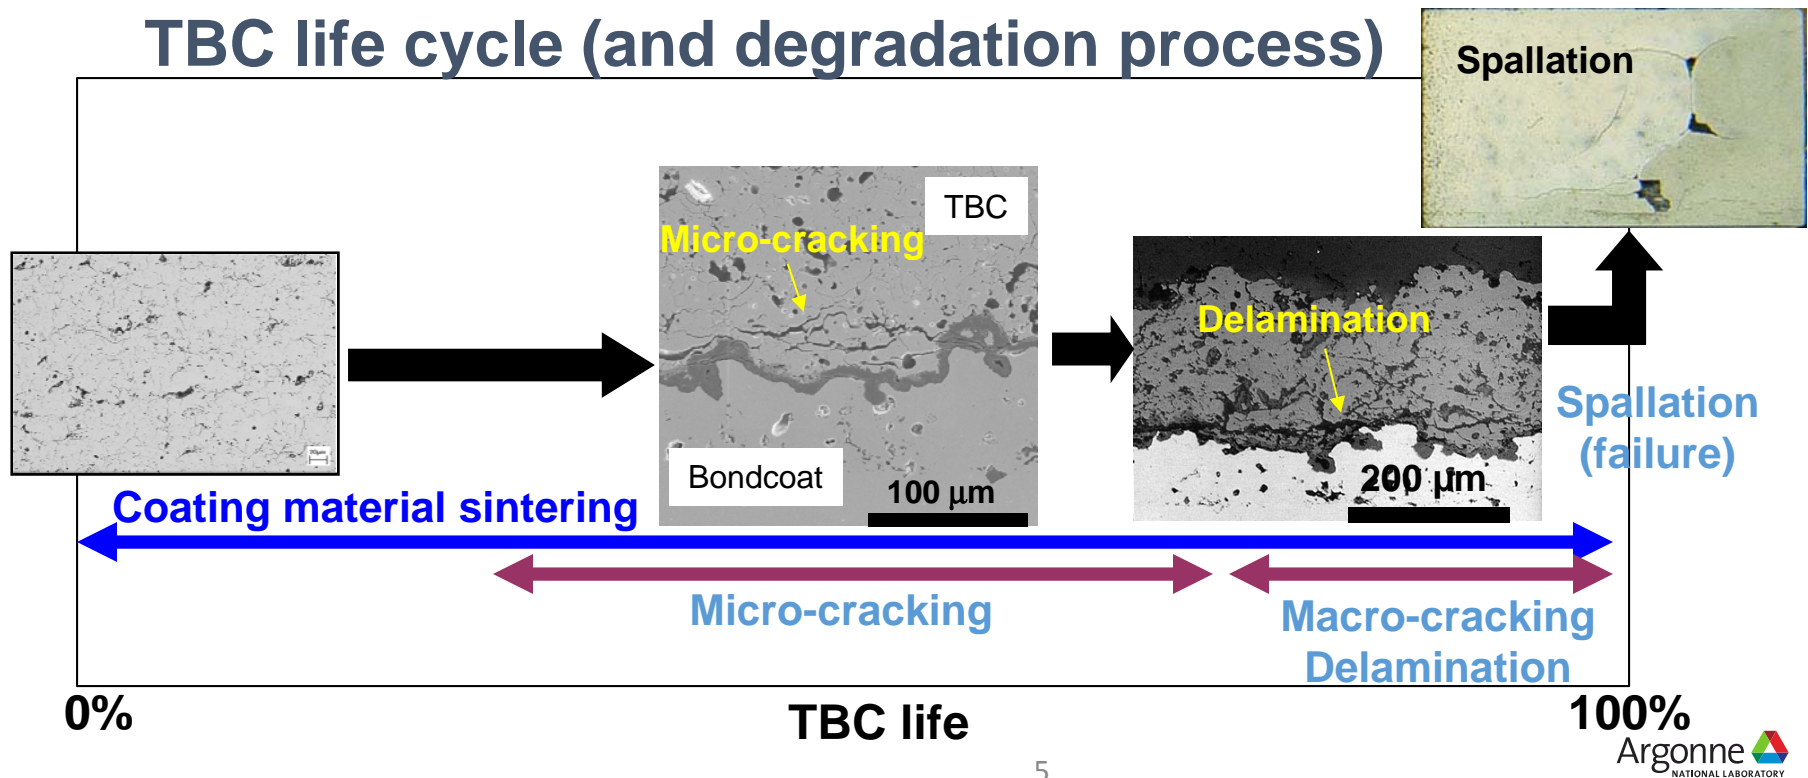 TBC life cycle (and degradation process)
Spallation
TBC
Micro-cracking
Delamination
Bondcoat
100 μm
200 μm
Spallation
(failure)
Coating material sintering
Micro-cracking
Macro-cracking
Delamination
0%
TBC life
100%
Argonne
NATIONAL LABORATORY
5